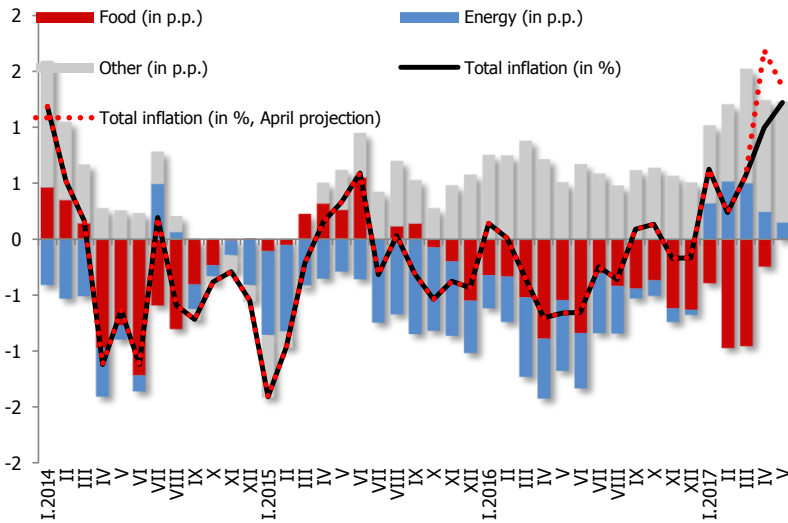 Food (in p.p.)
Energy (in p.p.)
Other (in p.p.)
Total inflation (in %)
Total inflation (in %, April projection)
2
2
1
1
0
-1
-1
-2
-2
I.2014 II III IV V VI VII VIII IX X XI XII I.2015 II III IV V VI VII VIII IX X XI XII I.2016 II III IV V VI VII VIII IX X XI XII I.2017 II III IV V